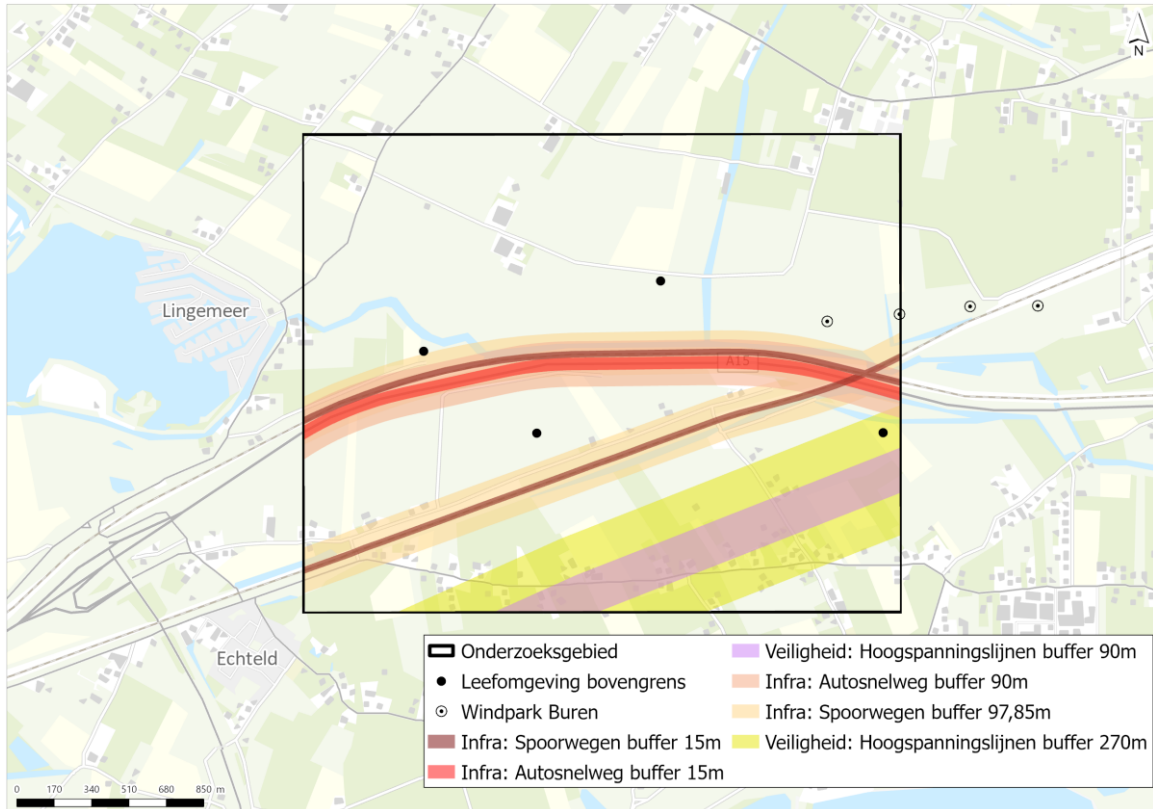 N
Lingemeer
A15
Echteld
Onderzoeksgebied
Leefomgeving bovengrens
Windpark Buren
Infra: Spoorwegen buffer 15m
Infra: Autosnelweg buffer 15m
Veiligheid: Hoogspanningslijnen buffer 90m
Infra: Autosnelweg buffer 90m
Infra: Spoorwegen buffer 97,85m
Veiligheid: Hoogspanningslijnen buffer 270m
0 170 340 510 680 850 m